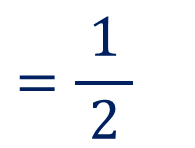 = 1/2